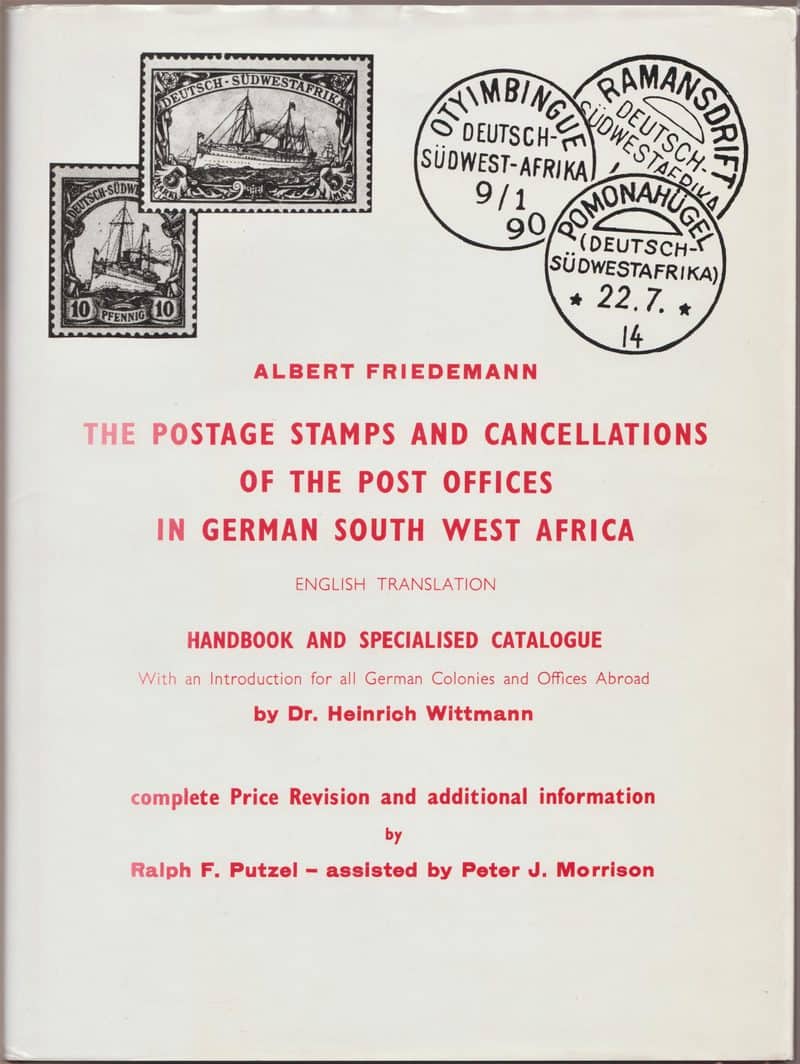 DEUTSCH-SÜDWESTAFRIKA
5 MARK 5 MARK
DEUTSCH-SÜDW
10 PFENNIG 10
OTYIMBINGUE
DEUTSCH-
SÜDWEST-AFRIKA
9/1
90
RAMANSDRIFT
DEUTSCH-
SÜDWESTAFRIKA
POMONAHÜGEL
(DEUTSCH-
SÜDWESTAFRIKA)
* 22.7. *
14
ALBERT FRIEDEMANN
THE POSTAGE STAMPS AND CANCELLATIONS
OF THE POST OFFICES
IN GERMAN SOUTH WEST AFRICA
ENGLISH TRANSLATION
HANDBOOK AND SPECIALISED CATALOGUE
With an Introduction for all German Colonies and Offices Abroad
by Dr. Heinrich Wittmann
complete Price Revision and additional information
by
Ralph F. Putzel – assisted by Peter J. Morrison